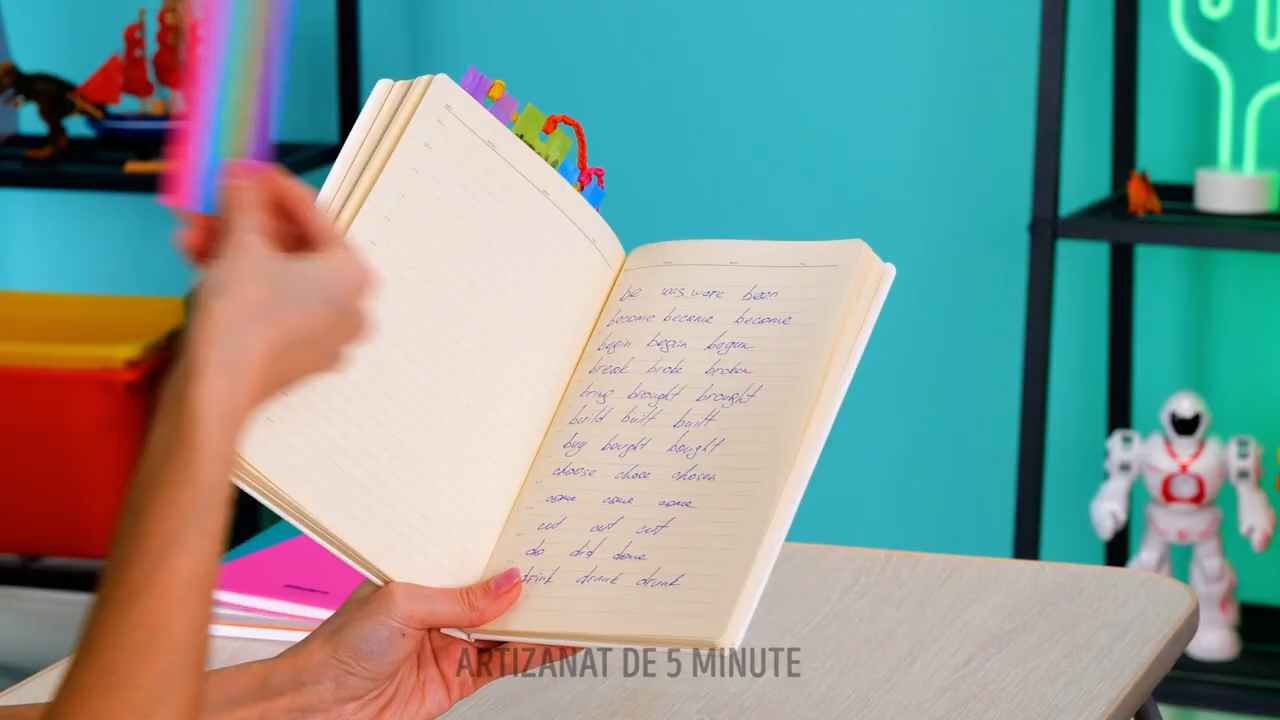 be was, were been
become became become
begin began begun
break broke broken
bring brought brought
build built built
buy bought bought
choose chose chosen
come came come
cut cut cut
do did done
drink drank drunk
ARTIZANAT DE 5 MINUTE